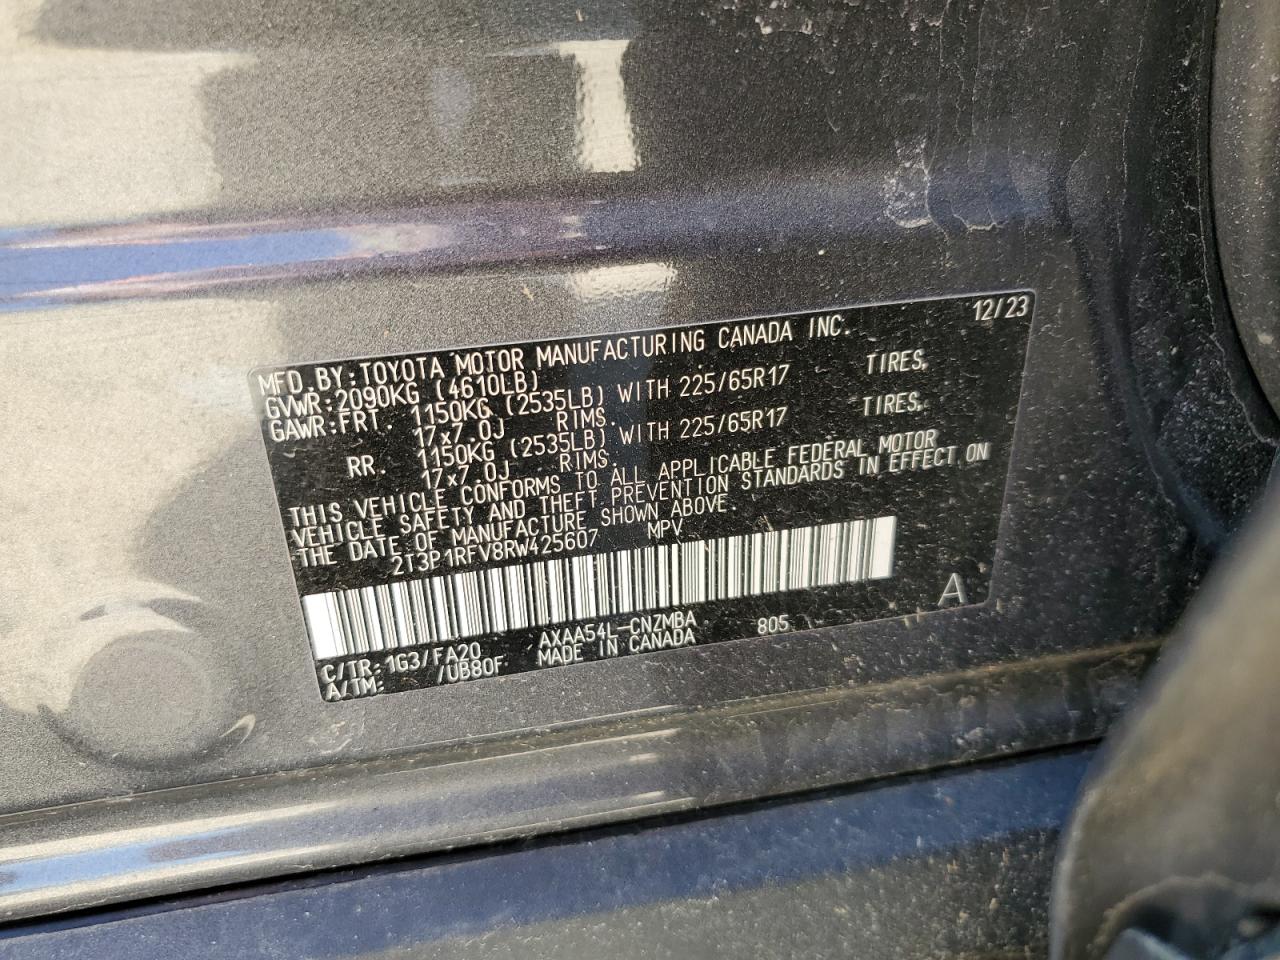 12/23
MFD.BY:TOYOTA MOTOR MANUFACTURING CANADA INC.
GVWR:2090KG (4610LB)
GAWR:FRT. 1150KG (2535LB) WITH 225/65R17 TIRES,
17x7.0J RIMS.
RR. 1150KG (2535LB) WITH 225/65R17 TIRES,
17x7.0J RIMS.
THIS VEHICLE CONFORMS TO ALL APPLICABLE FEDERAL MOTOR
VEHICLE SAFETY AND THEFT PREVENTION STANDARDS IN EFFECT ON
THE DATE OF MANUFACTURE SHOWN ABOVE.
2T3P1RFV8RW425607 MPV
C/TR:1G3/FA20 AXAA54L-CNZMBA 805 A
A/TM: /UB80F MADE IN CANADA